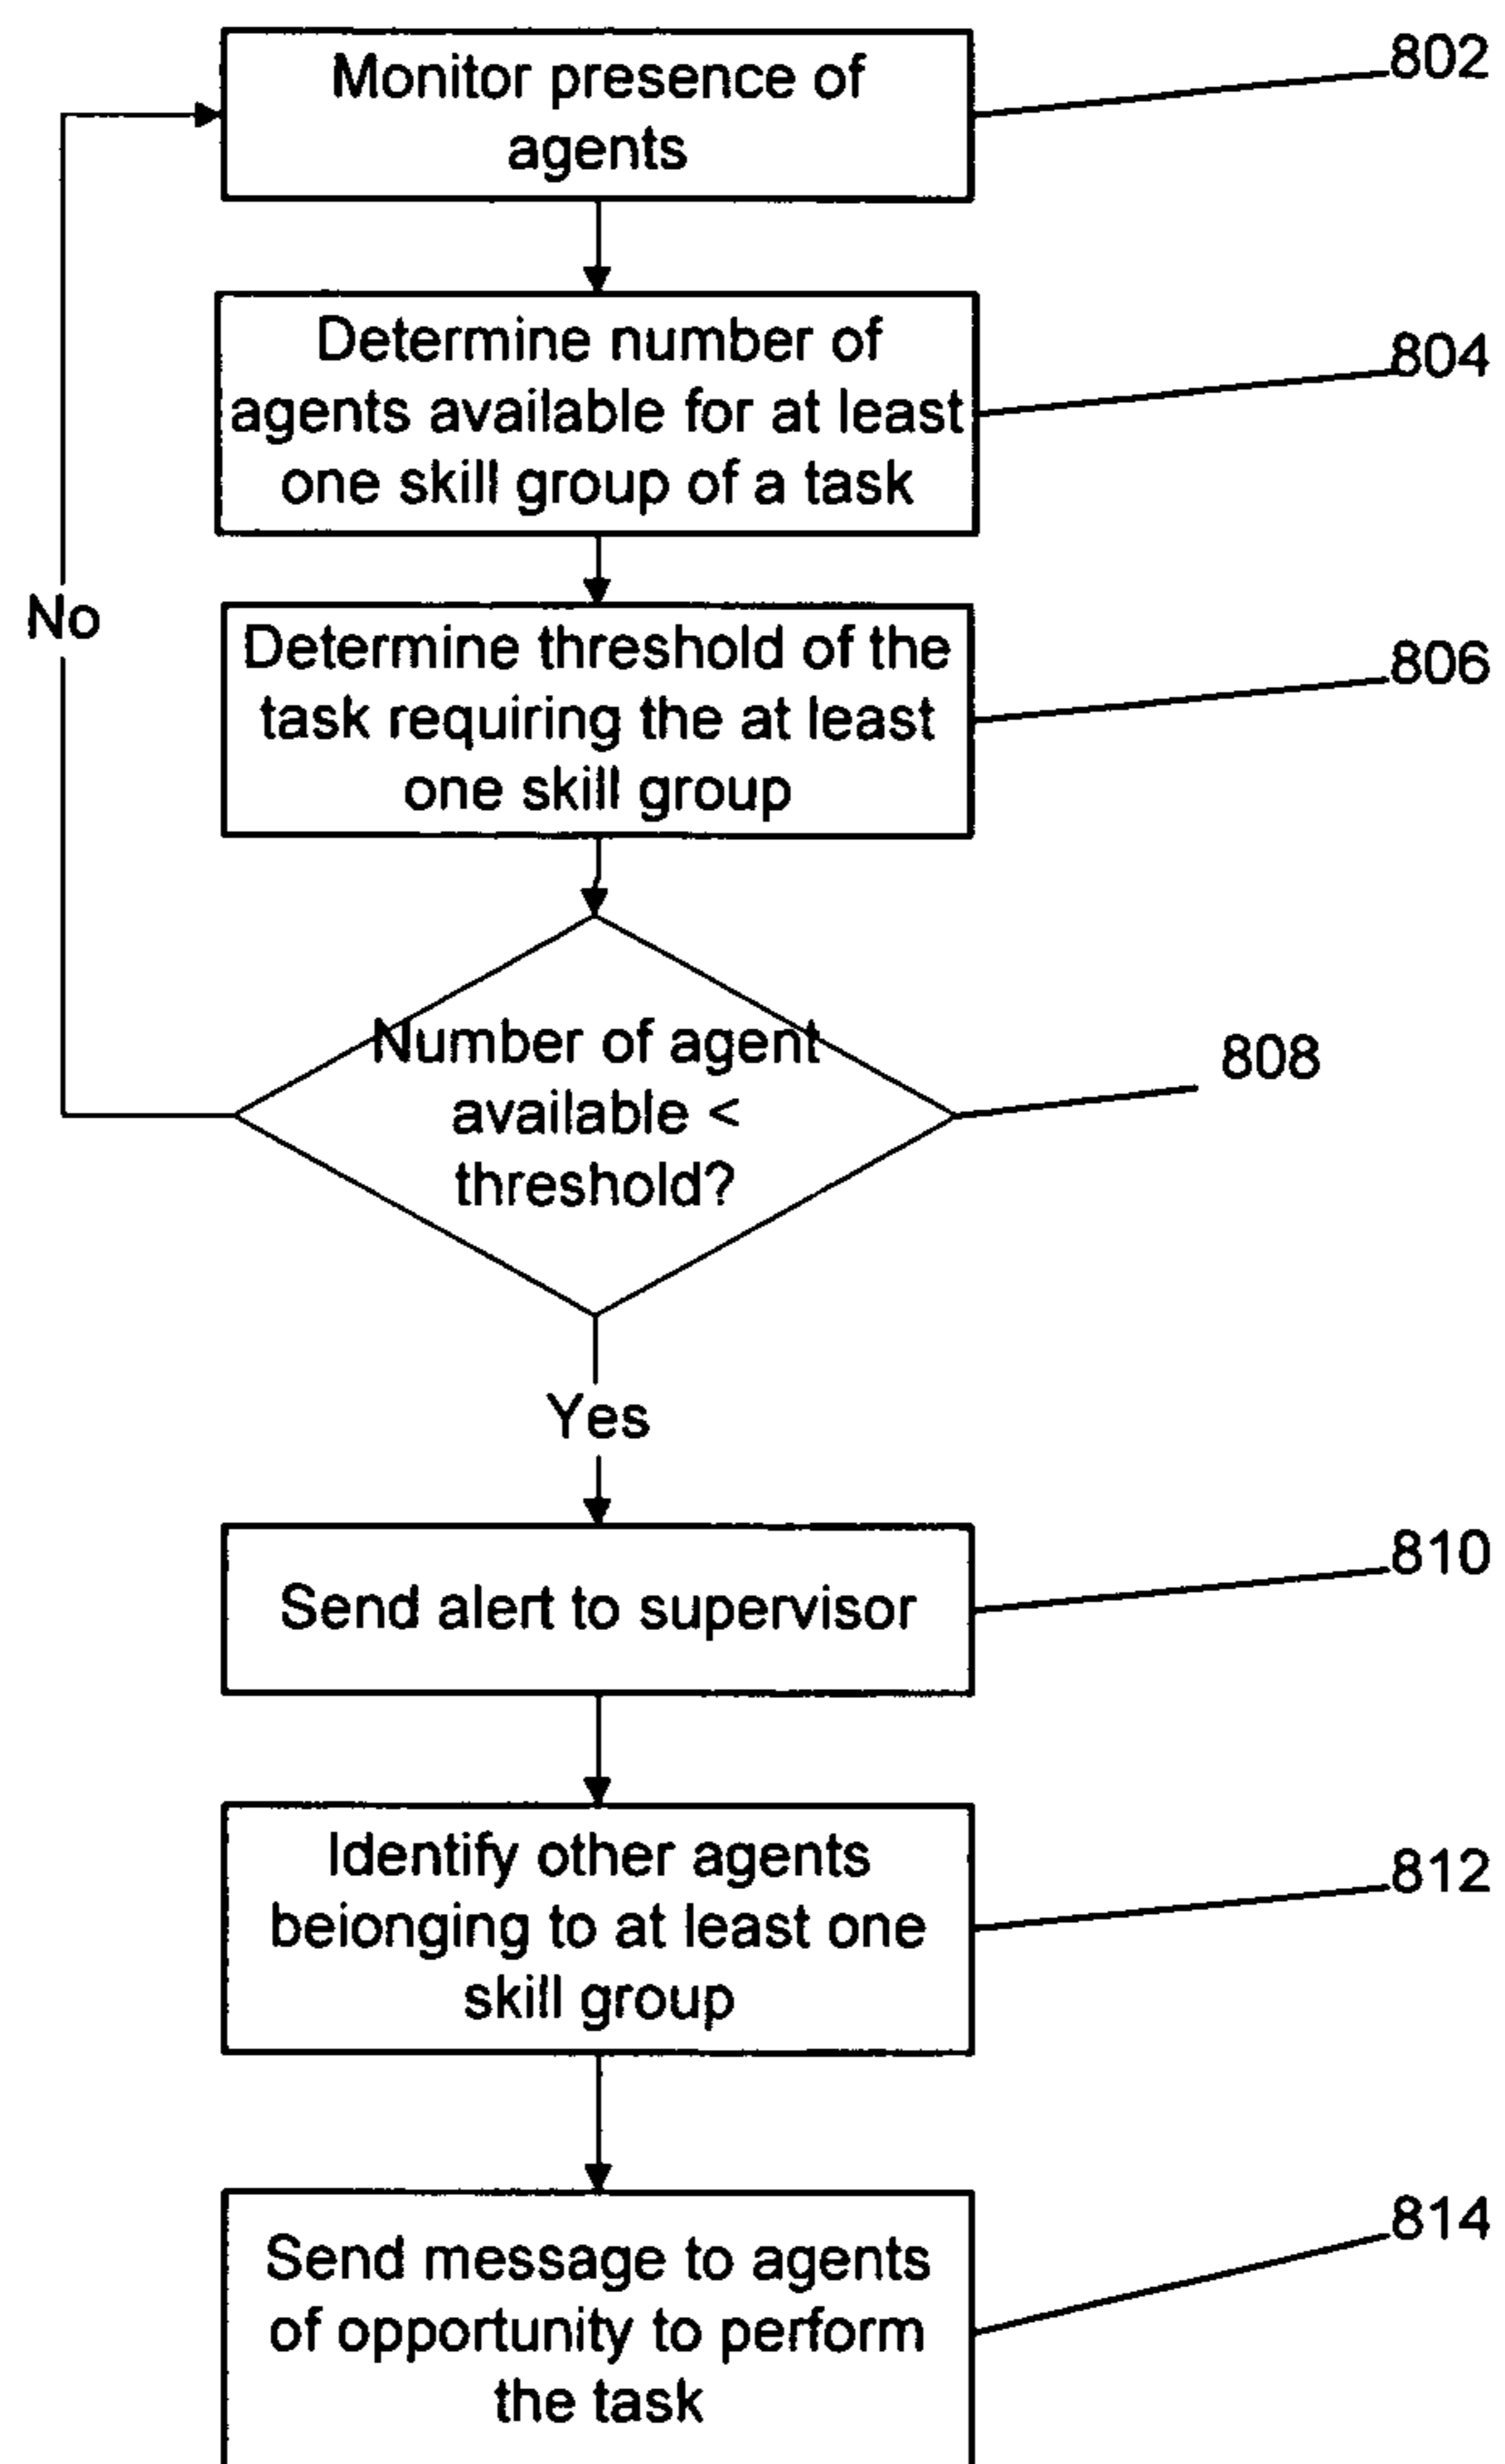 Monitor presence of
agents
802
Determine number of
agents available for at least
one skill group of a task
804
Determine threshold of the
task requiring the at least
one skill group
806
No
Number of agent
available <
threshold?
808
Yes
Send alert to supervisor
810
Identify other agents
beionging to at least one
skill group
812
Send message to agents
of opportunity to perform
the task
814